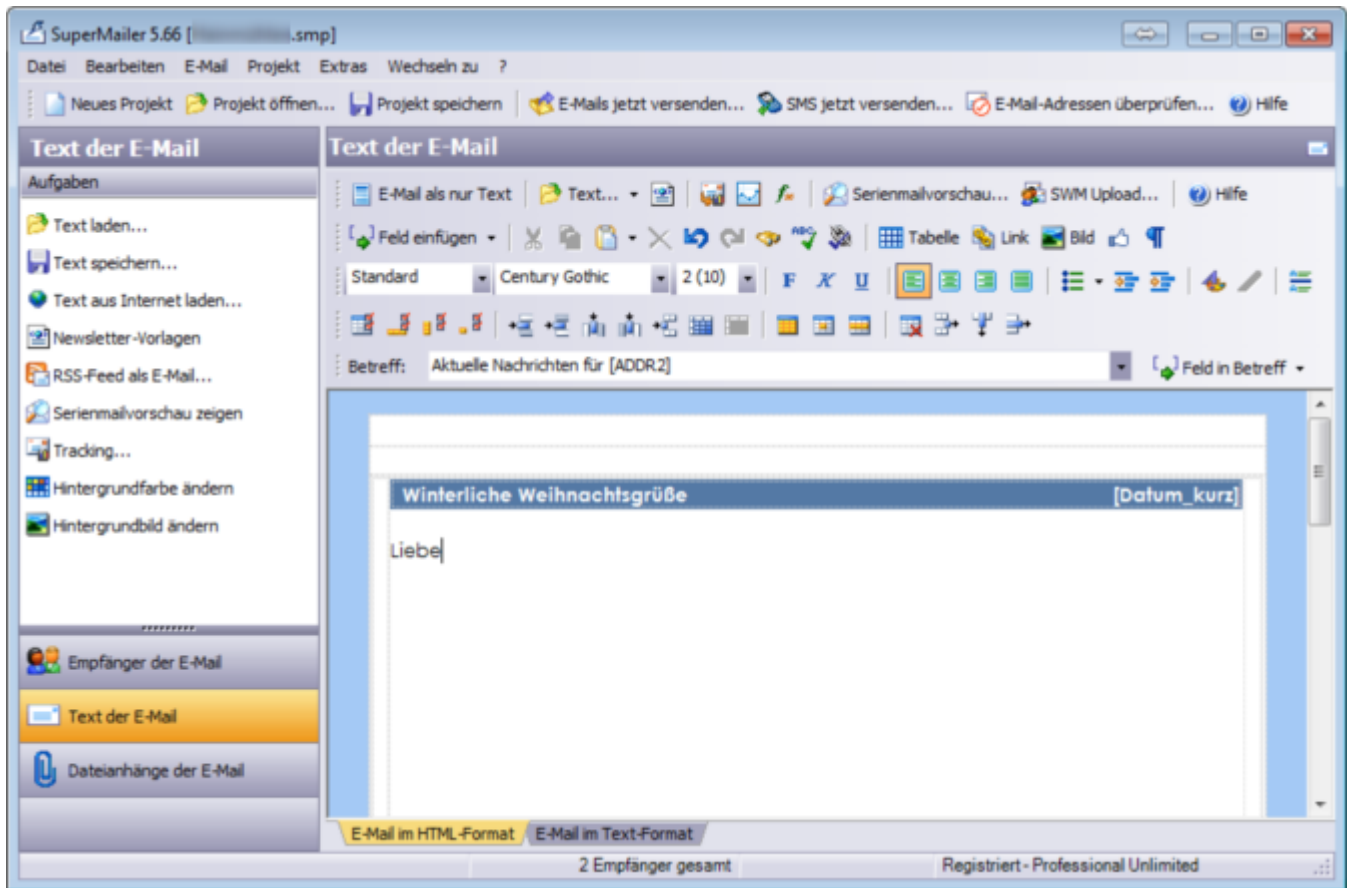 SuperMailer 5.66 [ .smp]
Datei Bearbeiten E-Mail Projekt Extras Wechseln zu ?
Neues Projekt Projekt öffnen... Projekt speichern E-Mails jetzt versenden... SMS jetzt versenden... E-Mail-Adressen überprüfen... Hilfe
Text der E-Mail
Aufgaben
Text laden...
Text speichern...
Text aus Internet laden...
Newsletter-Vorlagen
RSS-Feed als E-Mail...
Serienmailvorschau zeigen
Tracking...
Hintergrundfarbe ändern
Hintergrundbild ändern
Empfänger der E-Mail
Text der E-Mail
Dateianhänge der E-Mail
Text der E-Mail
E-Mail als nur Text Text... Serienmailvorschau... SWM Upload... Hilfe
Feld einfügen ABC Tabelle Link Bild
Standard Century Gothic 2 (10) F K U
Betreff: Aktuelle Nachrichten für [ADDR2] Feld in Betreff
Winterliche Weihnachtsgrüße [Datum_kurz]
Liebe
E-Mail im HTML-Format E-Mail im Text-Format
2 Empfänger gesamt Registriert - Professional Unlimited